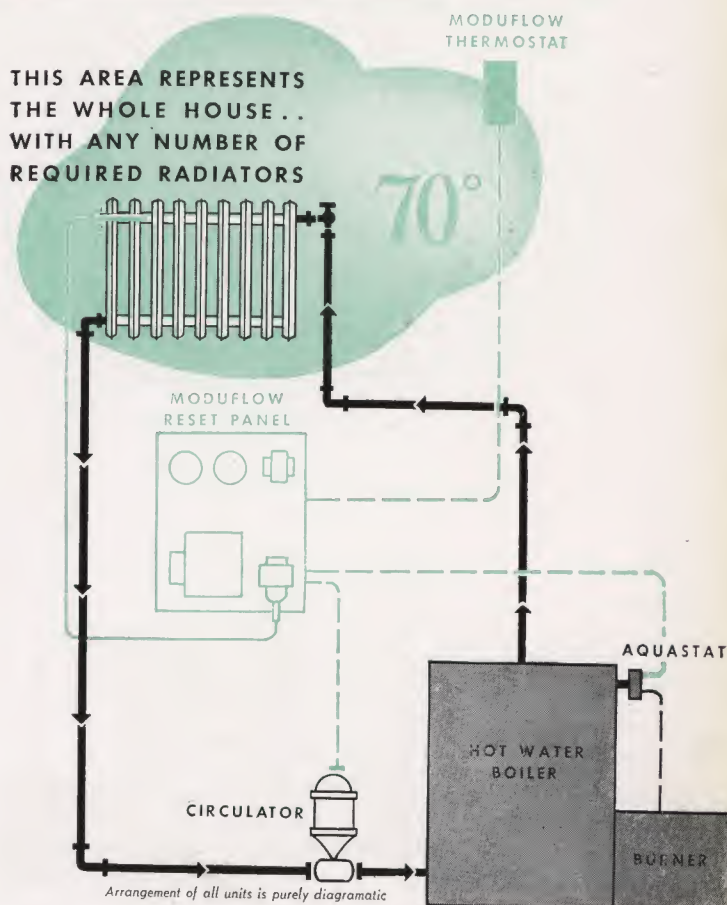 MODUFLOW
THERMOSTAT
THIS AREA REPRESENTS
THE WHOLE HOUSE..
WITH ANY NUMBER OF
REQUIRED RADIATORS
70°
MODUFLOW
RESET PANEL
AQUASTAT
HOT WATER
BOILER
CIRCULATOR
BURNER
Arrangement of all units is purely diagramatic